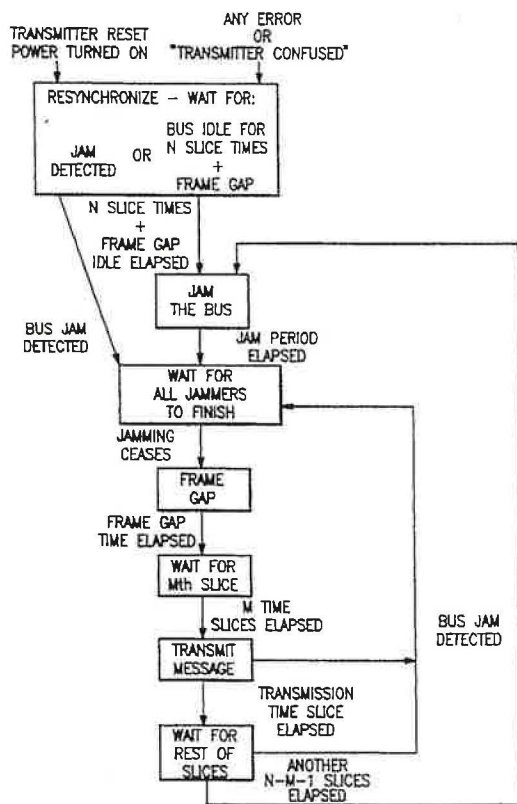 TRANSMITTER RESET
POWER TURNED ON
ANY ERROR
OR
"TRANSMITTER CONFUSED"
RESYNCHRONIZE – WAIT FOR:
JAM
DETECTED
OR
BUS IDLE FOR
N SLICE TIMES
+
FRAME GAP
N SLICE TIMES
+
FRAME GAP
IDLE ELAPSED
JAM
THE BUS
BUS JAM
DETECTED
JAM PERIOD
ELAPSED
WAIT FOR
ALL JAMMERS
TO FINISH
JAMMING
CEASES
FRAME
GAP
FRAME GAP
TIME ELAPSED
WAIT FOR
Mth SLICE
M TIME
SLICES ELAPSED
BUS JAM
DETECTED
TRANSMIT
MESSAGE
TRANSMISSION
TIME SLICE
ELAPSED
WAIT FOR
REST OF
SLICES
ANOTHER
N-M-1 SLICES
ELAPSED